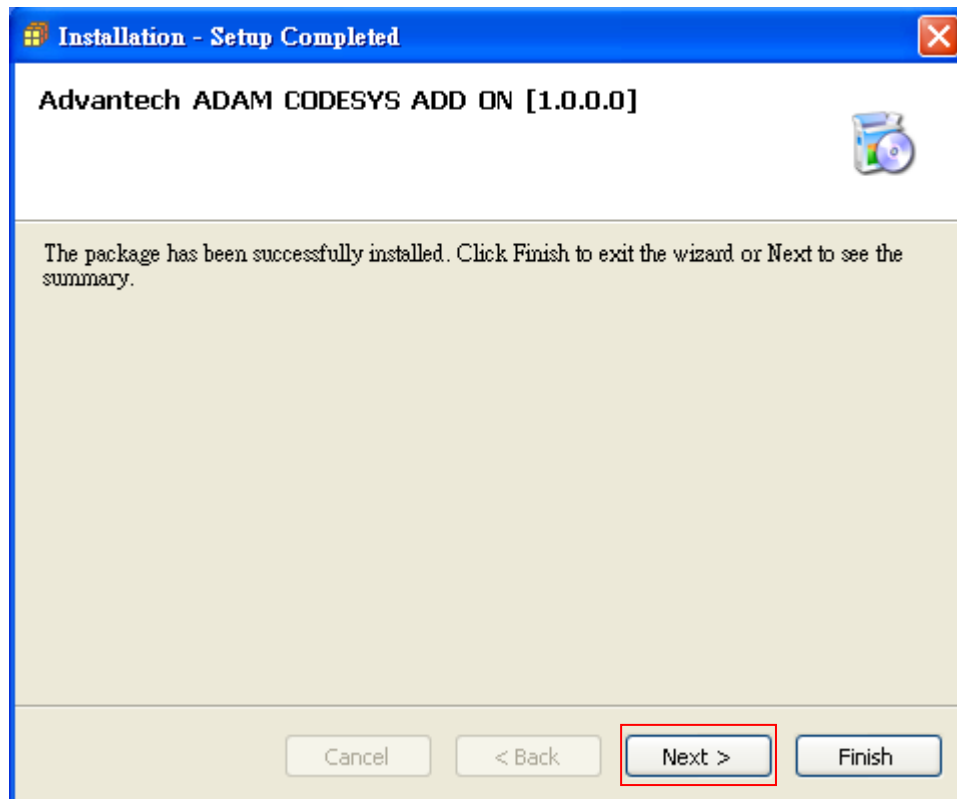 Installation - Setup Completed
Advantech ADAM CODESYS ADD ON [1.0.0.0]
The package has been successfully installed. Click Finish to exit the wizard or Next to see the
summary.
Cancel
< Back
Next >
Finish